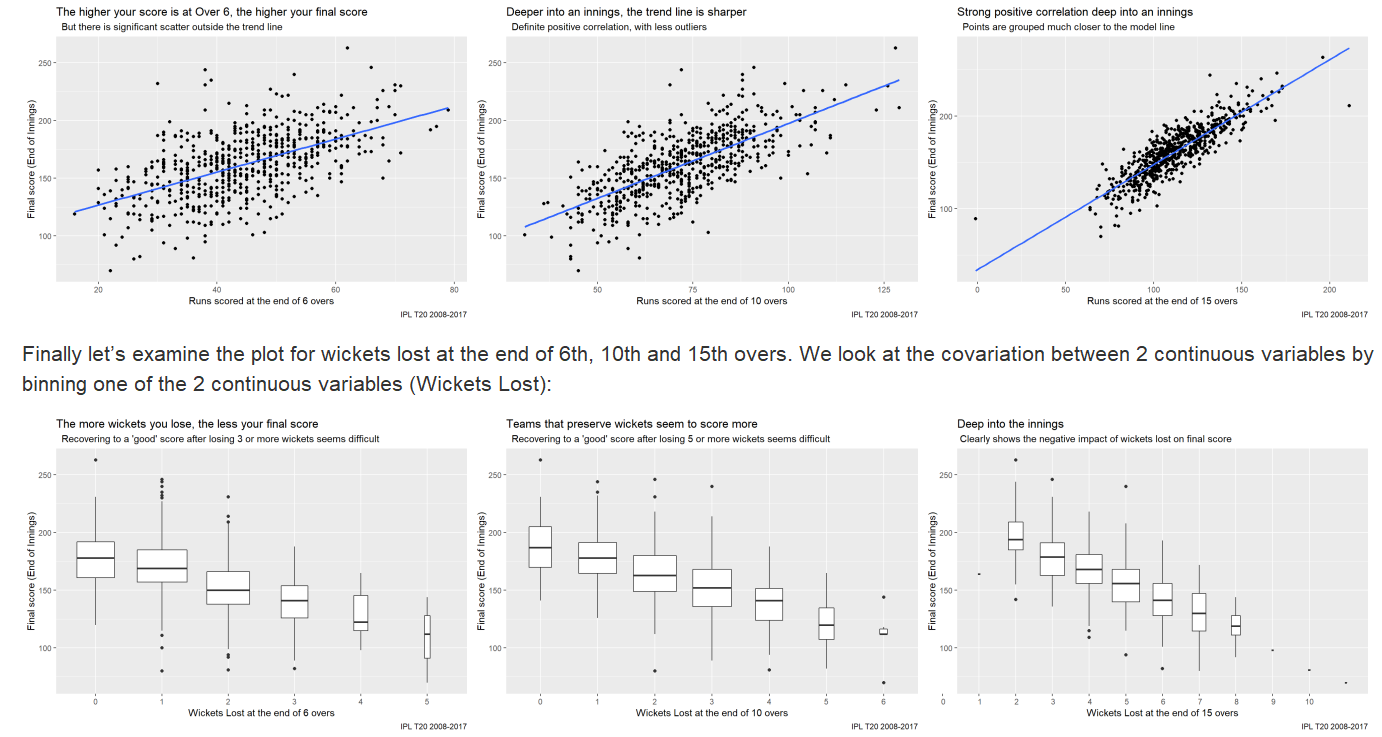 The higher your score is at Over 6, the higher your final score
But there is significant scatter outside the trend line
250
200
150
100
Final score (End of Innings)
20 40 60 80
Runs scored at the end of 6 overs
IPL T20 2008-2017
Deeper into an innings, the trend line is sharper
Definite positive correlation, with less outliers
250
200
150
100
Final score (End of Innings)
50 75 100 125
Runs scored at the end of 10 overs
IPL T20 2008-2017
Strong positive correlation deep into an innings
Points are grouped much closer to the model line
200
100
Final score (End of Innings)
0 50 100 150 200
Runs scored at the end of 15 overs
IPL T20 2008-2017
Finally let’s examine the plot for wickets lost at the end of 6th, 10th and 15th overs. We look at the covariation between 2 continuous variables by
binning one of the 2 continuous variables (Wickets Lost):
The more wickets you lose, the less your final score
Recovering to a 'good' score after losing 3 or more wickets seems difficult
250
200
150
100
Final score (End of Innings)
0 1 2 3 4 5
Wickets Lost at the end of 6 overs
IPL T20 2008-2017
Teams that preserve wickets seem to score more
Recovering to a 'good' score after losing 5 or more wickets seems difficult
250
200
150
100
Final score (End of Innings)
0 1 2 3 4 5 6
Wickets Lost at the end of 10 overs
IPL T20 2008-2017
Deep into the innings
Clearly shows the negative impact of wickets lost on final score
250
200
150
100
Final score (End of Innings)
0 1 2 3 4 5 6 7 8 9 10
Wickets Lost at the end of 15 overs
IPL T20 2008-2017